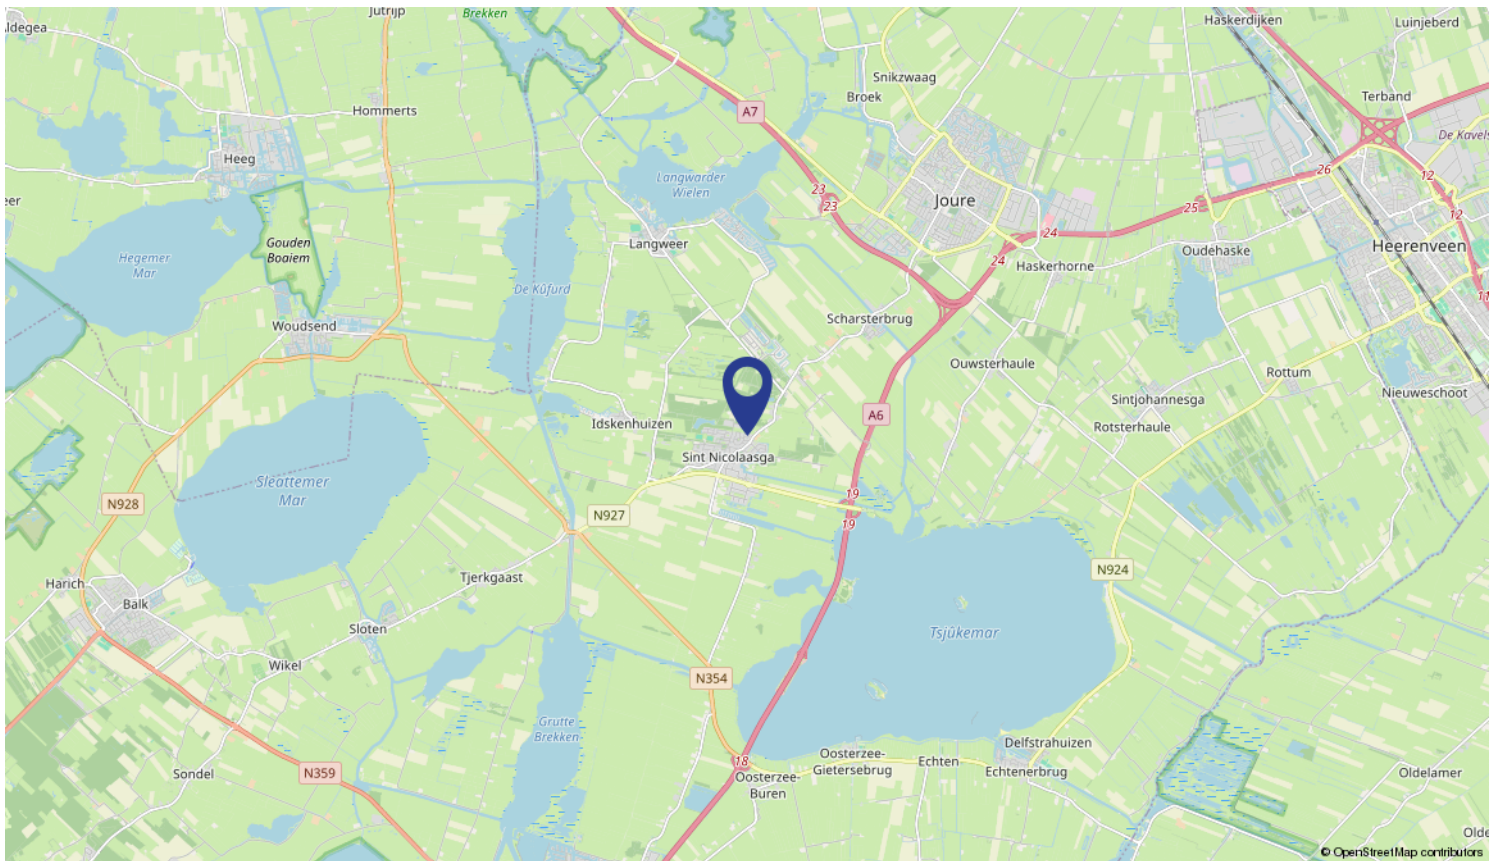 Jutrijp
Brekken
Haskerdijken
Luinjeberd
ldegea
Snikzwaag
Broek
Terband
Hommerts
A7
De Kavels
Heeg
Langwarder
Wielen
26
12
23
23
25
12
eer
Joure
24
Langweer
Gouden
Boaiem
Oudehaske
Heerenveen
Hegemer
Mar
24
Haskerhorne
De Kûfurd
11
Woudsend
Scharsterbrug
Ouwsterhaule
Rottum
Nieuweschoot
Sintjohannesga
A6
Idskenhuizen
Rotsterhaule
Sint Nicolaasga
Sleattemer
Mar
N928
19
N927
19
N924
Tjerkgaast
Harich
Balk
Sloten
Tsjûkemar
Wikel
N354
Grutte
Brekken
Delfstrahuizen
Oosterzee-
Gietersebrug
18
Echten
Sondel
N359
Oosterzee-
Buren
Echtenerbrug
Oldelamer
Olde
© OpenStreetMap contributors